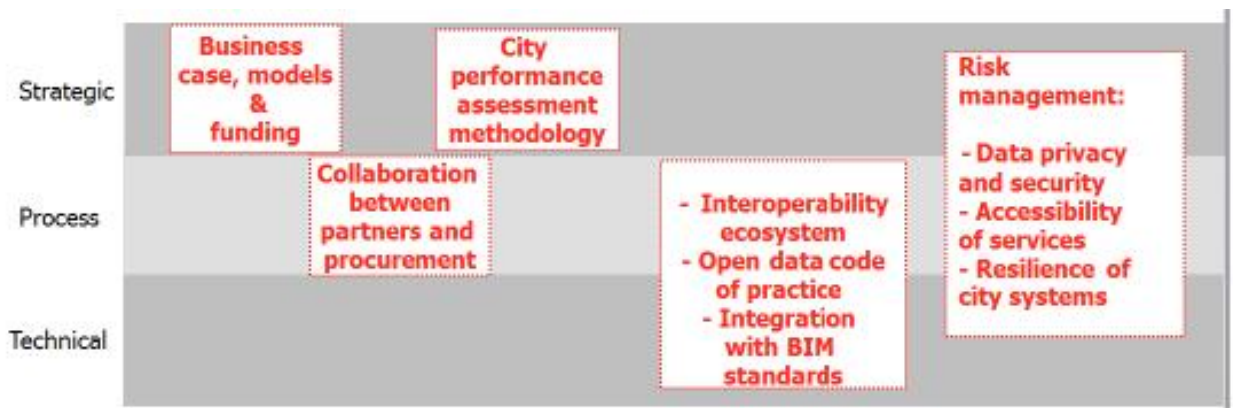 Strategic
Business
case, models
&
funding
City
performance
assessment
methodology
Risk
management:
- Data privacy
and security
- Accessibility
of services
- Resilience of
city systems
Process
Collaboration
between
partners and
procurement
- Interoperability
ecosystem
- Open data code
of practice
- Integration
with BIM
standards
Technical